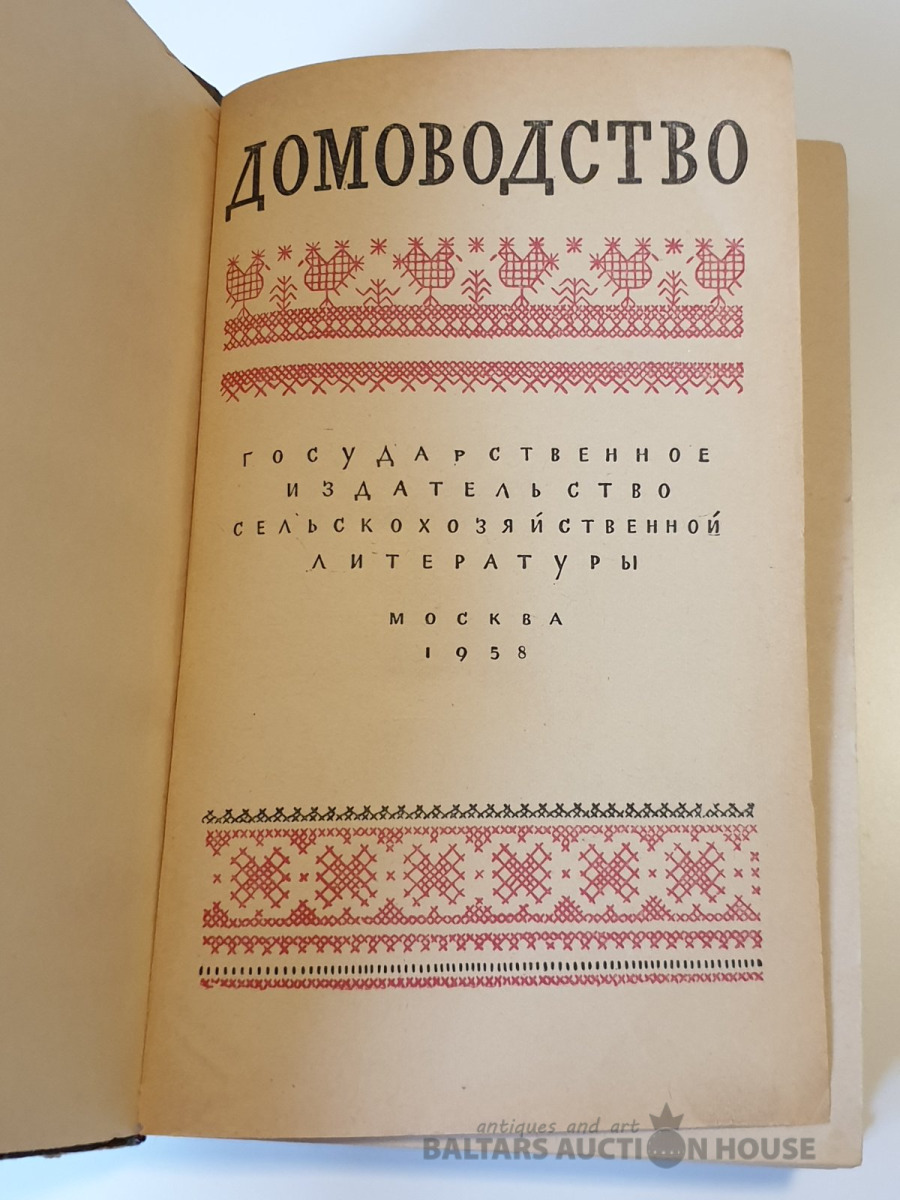 ДОМОВОДСТВО
ГОСУДАРСТВЕННОЕ
ИЗДАТЕЛЬСТВО
СЕЛЬСКОХОЗЯЙСТВЕННОЙ
ЛИТЕРАТУРЫ
МОСКВА
1958
antiques and art
BALTARS AUCTION HOUSE